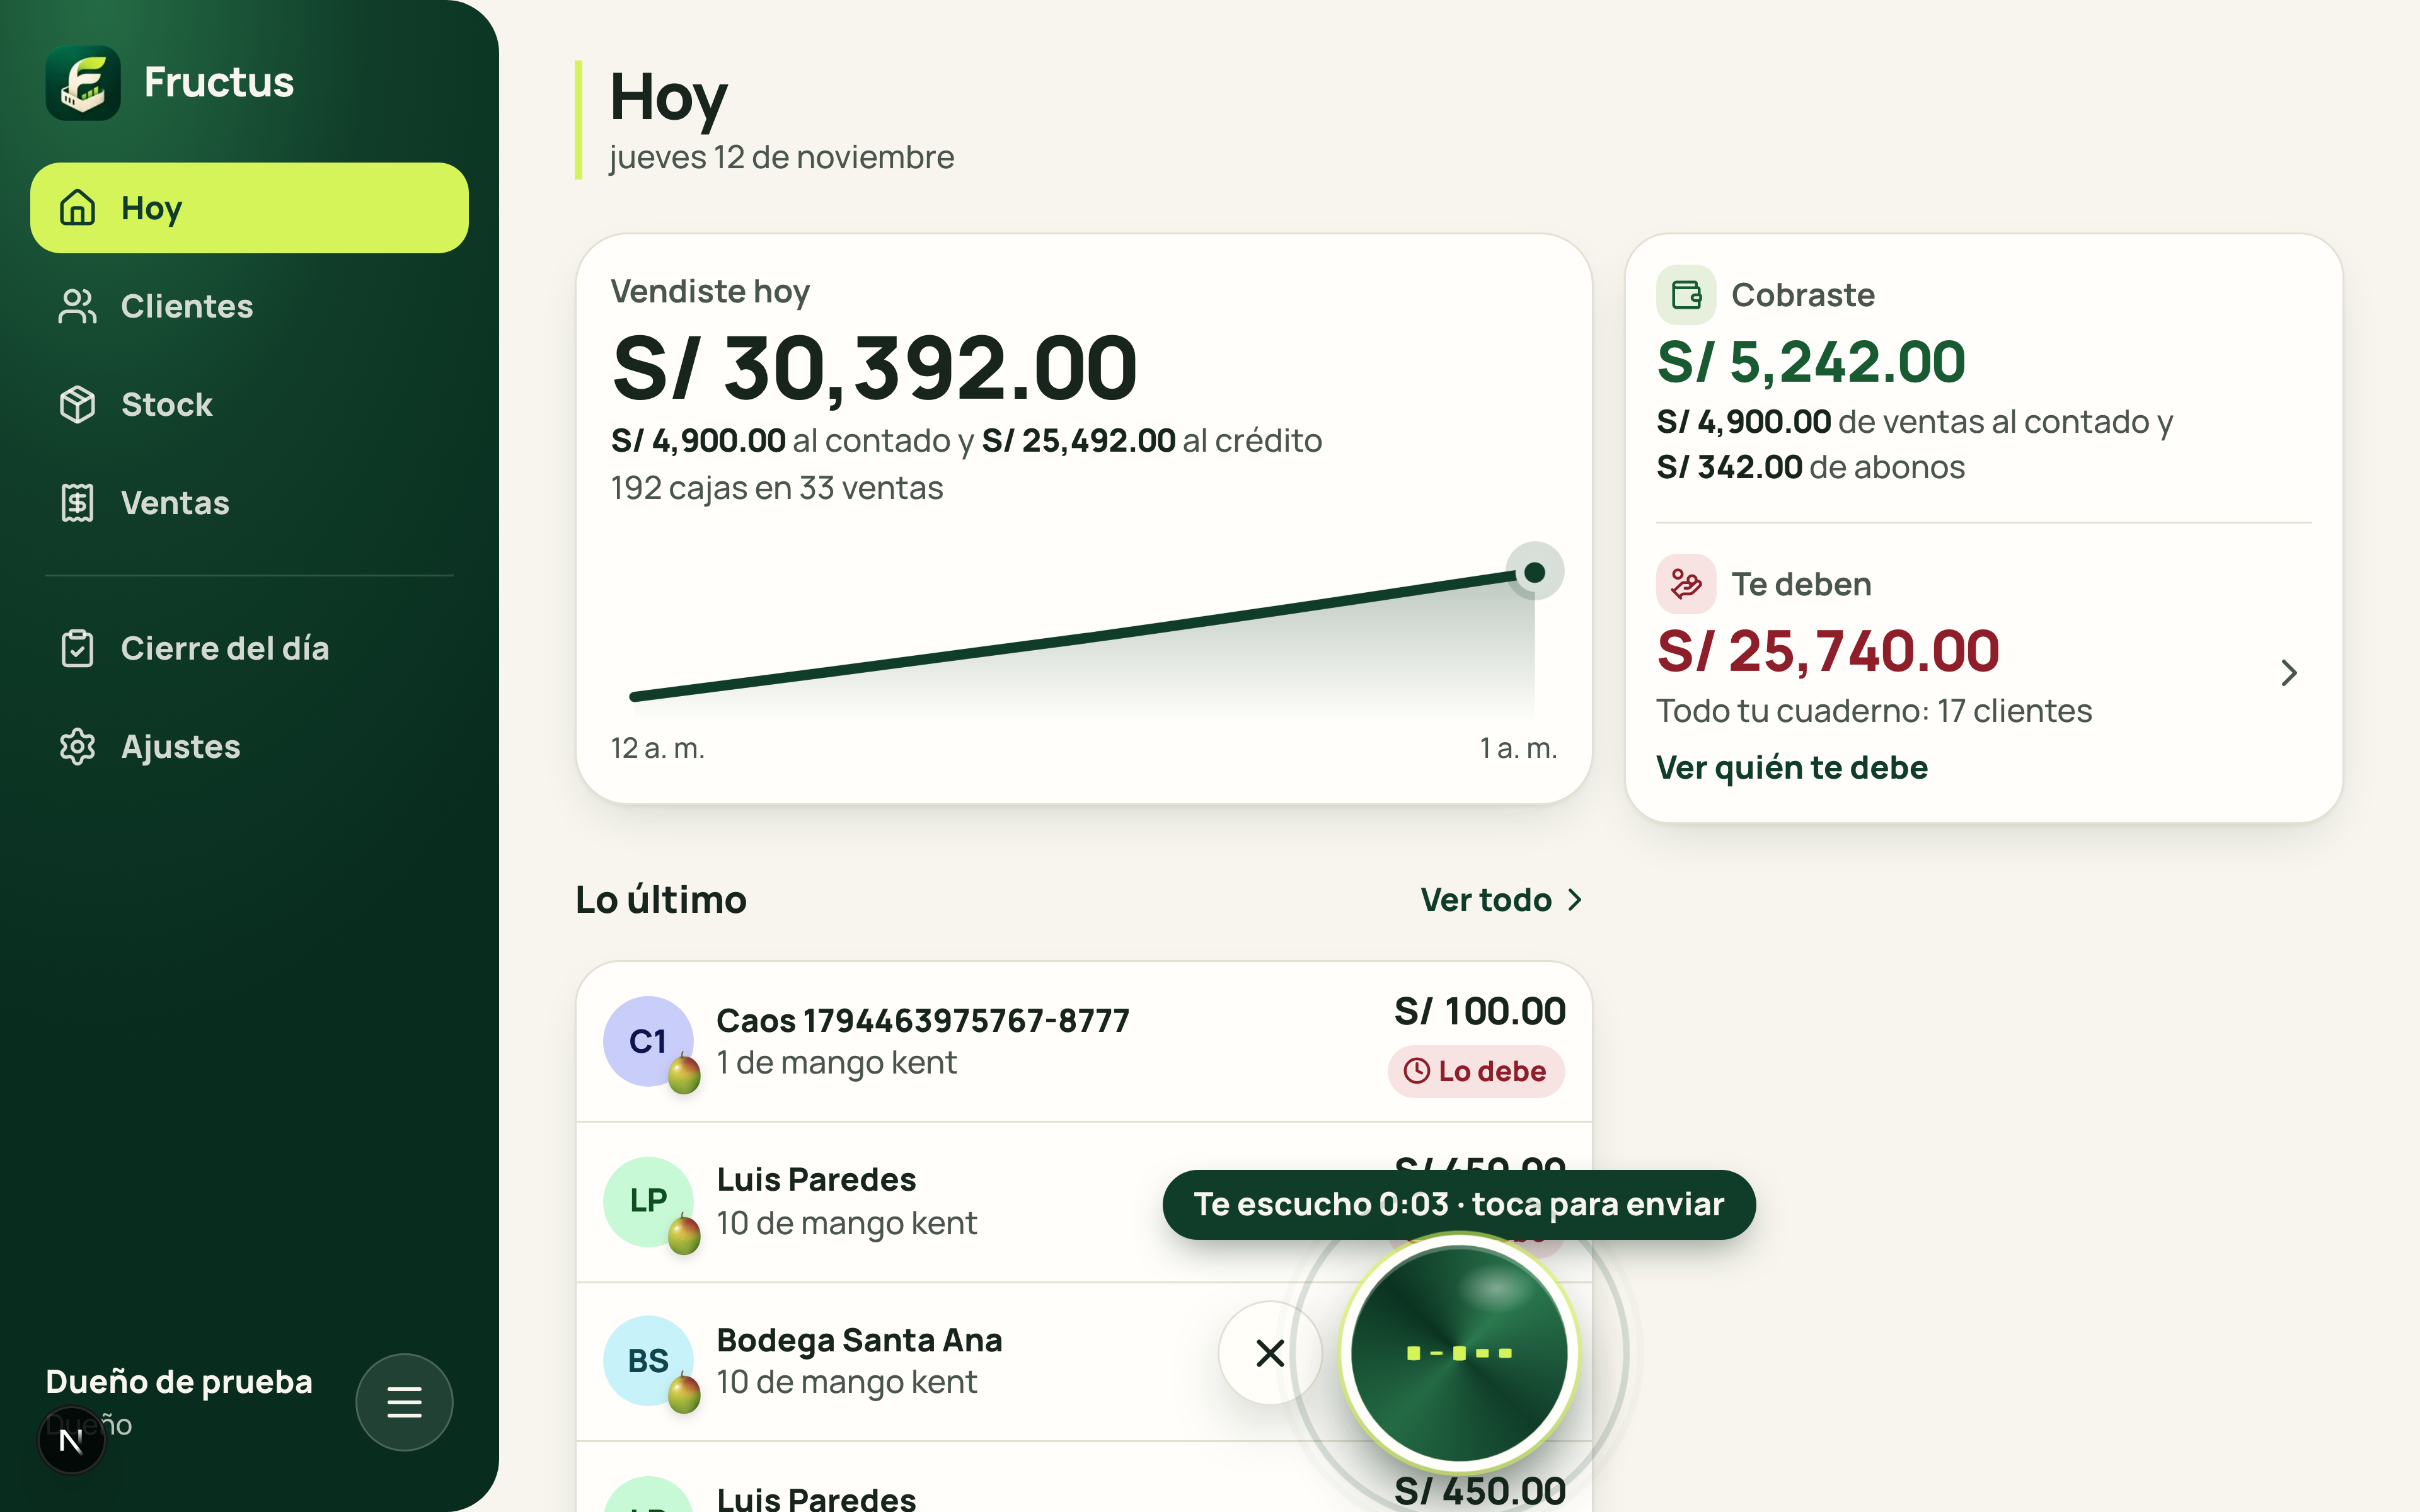 Fructus
Hoy
Clientes
Stock
Ventas
Cierre del día
Ajustes
Dueño de prueba
Dueño
N
Hoy
jueves 12 de noviembre
Vendiste hoy
S/ 30,392.00
S/ 4,900.00 al contado y S/ 25,492.00 al crédito
192 cajas en 33 ventas
12 a. m.
1 a. m.
Cobraste
S/ 5,242.00
S/ 4,900.00 de ventas al contado y
S/ 342.00 de abonos
Te deben
S/ 25,740.00
Todo tu cuaderno: 17 clientes
Ver quién te debe
Lo último
Ver todo
C1
Caos 1794463975767-8777
1 de mango kent
S/ 100.00
Lo debe
LP
Luis Paredes
10 de mango kent
S/ 450.00
Te escucho 0:03 · toca para enviar
BS
Bodega Santa Ana
10 de mango kent
Luis Paredes
S/ 450.00